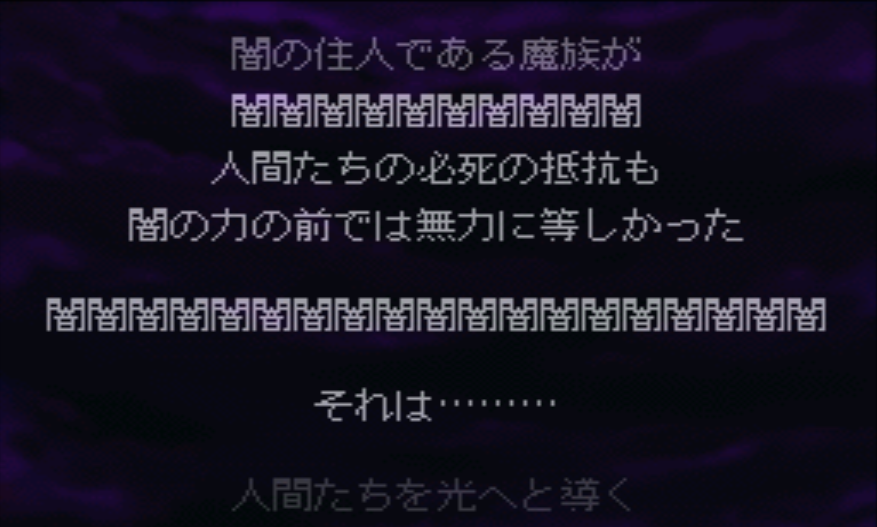 闇の住人である魔族が
闇闇闇闇闇闇闇闇闇闇
人間たちの必死の抵抗も
闇の力の前では無力に等しかった
闇闇闇闇闇闇闇闇闇闇闇闇闇闇闇闇闇闇闇
それは………
人間たちを光へと導く